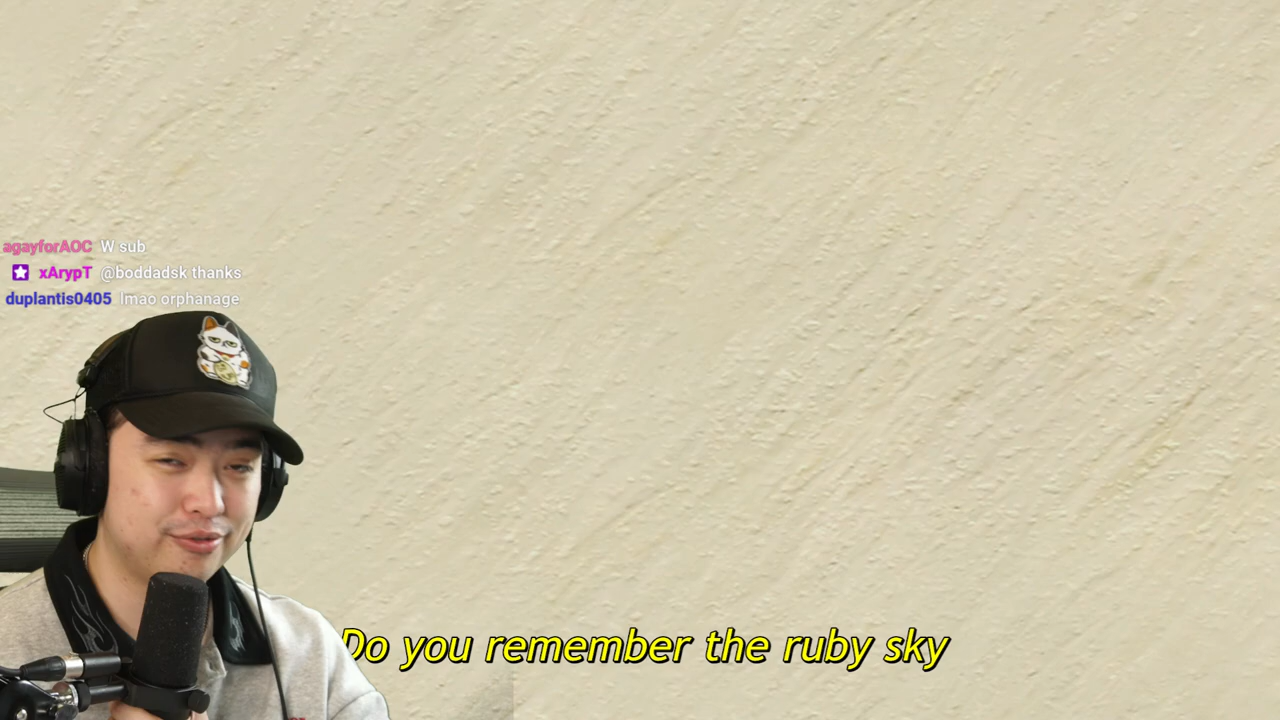 agayforAOC W sub
xArypT @boddadsk thanks
duplantis0405 lmao orphanage
Do you remember the ruby sky